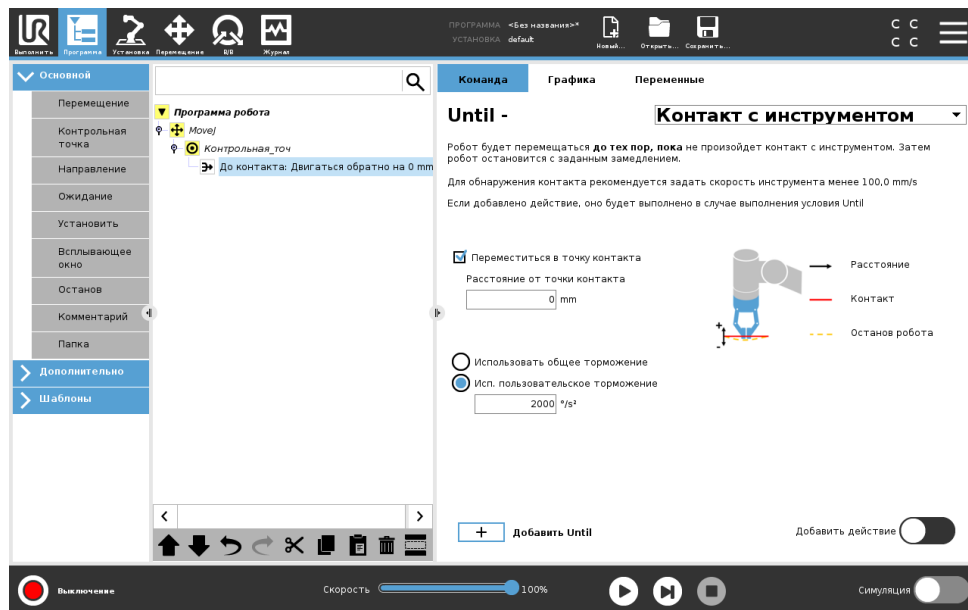 UR
ПРОГРАММА <Без названия>*
УСТАНОВКА default
Выполнить Программа Установка Перемещение В/В Журнал
Новый... Открыть... Сохранить...
C C
C C
Основной
Перемещение
Контрольная точка
Направление
Ожидание
Установить
Всплывающее окно
Останов
Комментарий
Папка
Дополнительно
Шаблоны
Программа робота
MoveJ
Контрольная_точ
До контакта: Двигаться обратно на 0 mm
Команда Графика Переменные
Until - Контакт с инструментом
Робот будет перемещаться до тех пор, пока не произойдет контакт с инструментом. Затем
робот остановится с заданным замедлением.
Для обнаружения контакта рекомендуется задать скорость инструмента менее 100,0 mm/s
Если добавлено действие, оно будет выполнено в случае выполнения условия Until
Переместиться в точку контакта
Расстояние от точки контакта
0 mm
Расстояние
Контакт
Останов робота
+
-
Использовать общее торможение
Исп. пользовательское торможение
2000 °/s²
+ Добавить Until
Добавить действие
Выключение
Скорость 100%
Симуляция